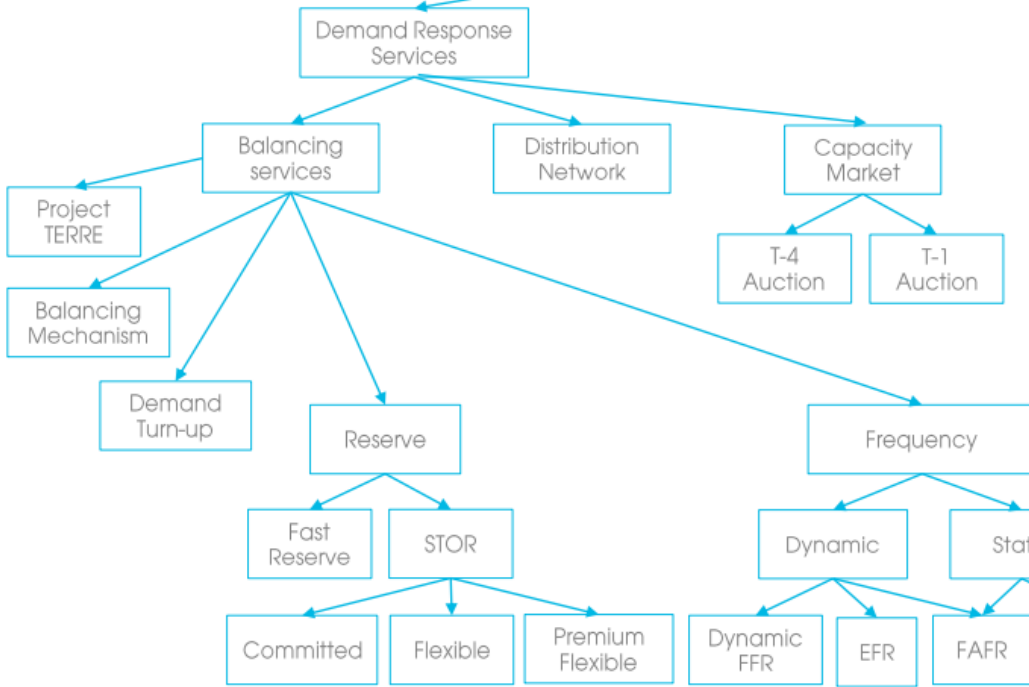 Demand Response
Services
Balancing
services
Distribution
Network
Capacity
Market
Project
TERRE
T-4
Auction
T-1
Auction
Balancing
Mechanism
Demand
Turn-up
Reserve
Frequency
Fast
Reserve
STOR
Dynamic
Committed
Flexible
Premium
Flexible
Dynamic
FFR
EFR
FAFR